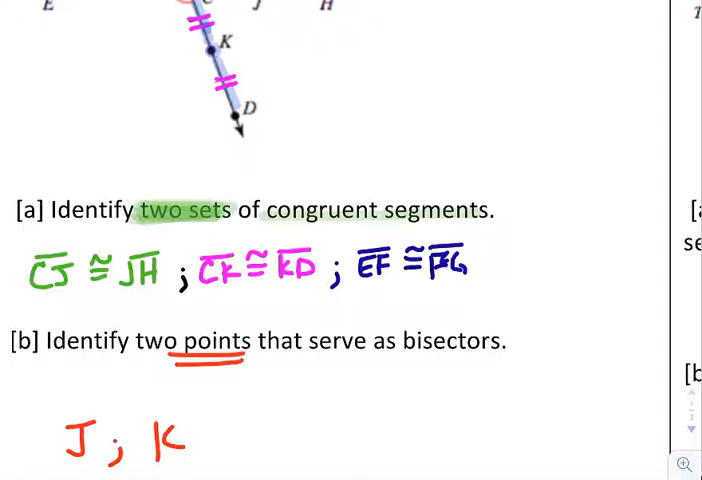 E C J H
K
D
[a] Identify two sets of congruent segments.
CJ ≅ JH ; CK ≅ KD ; EF ≅ FG
[b] Identify two points that serve as bisectors.
J ; K
T
[a
se
[b